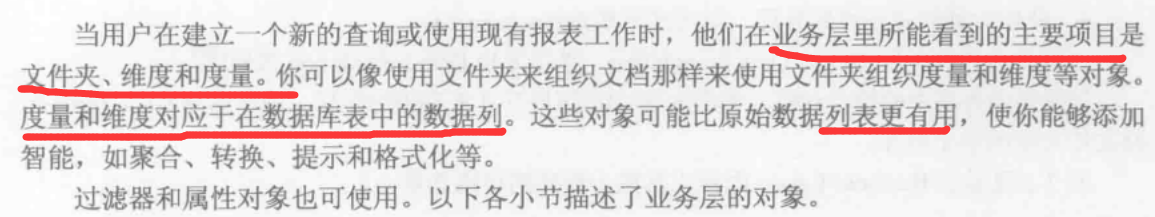 当用户在建立一个新的查询或使用现有报表工作时，他们在业务层里所能看到的主要项目是
文件夹、维度和度量。你可以像使用文件夹来组织文档那样来使用文件夹组织度量和维度等对象。
度量和维度对应于在数据库表中的数据列。这些对象可能比原始数据列表更有用，使你能够添加
智能，如聚合、转换、提示和格式化等。
过滤器和属性对象也可使用。以下各小节描述了业务层的对象。